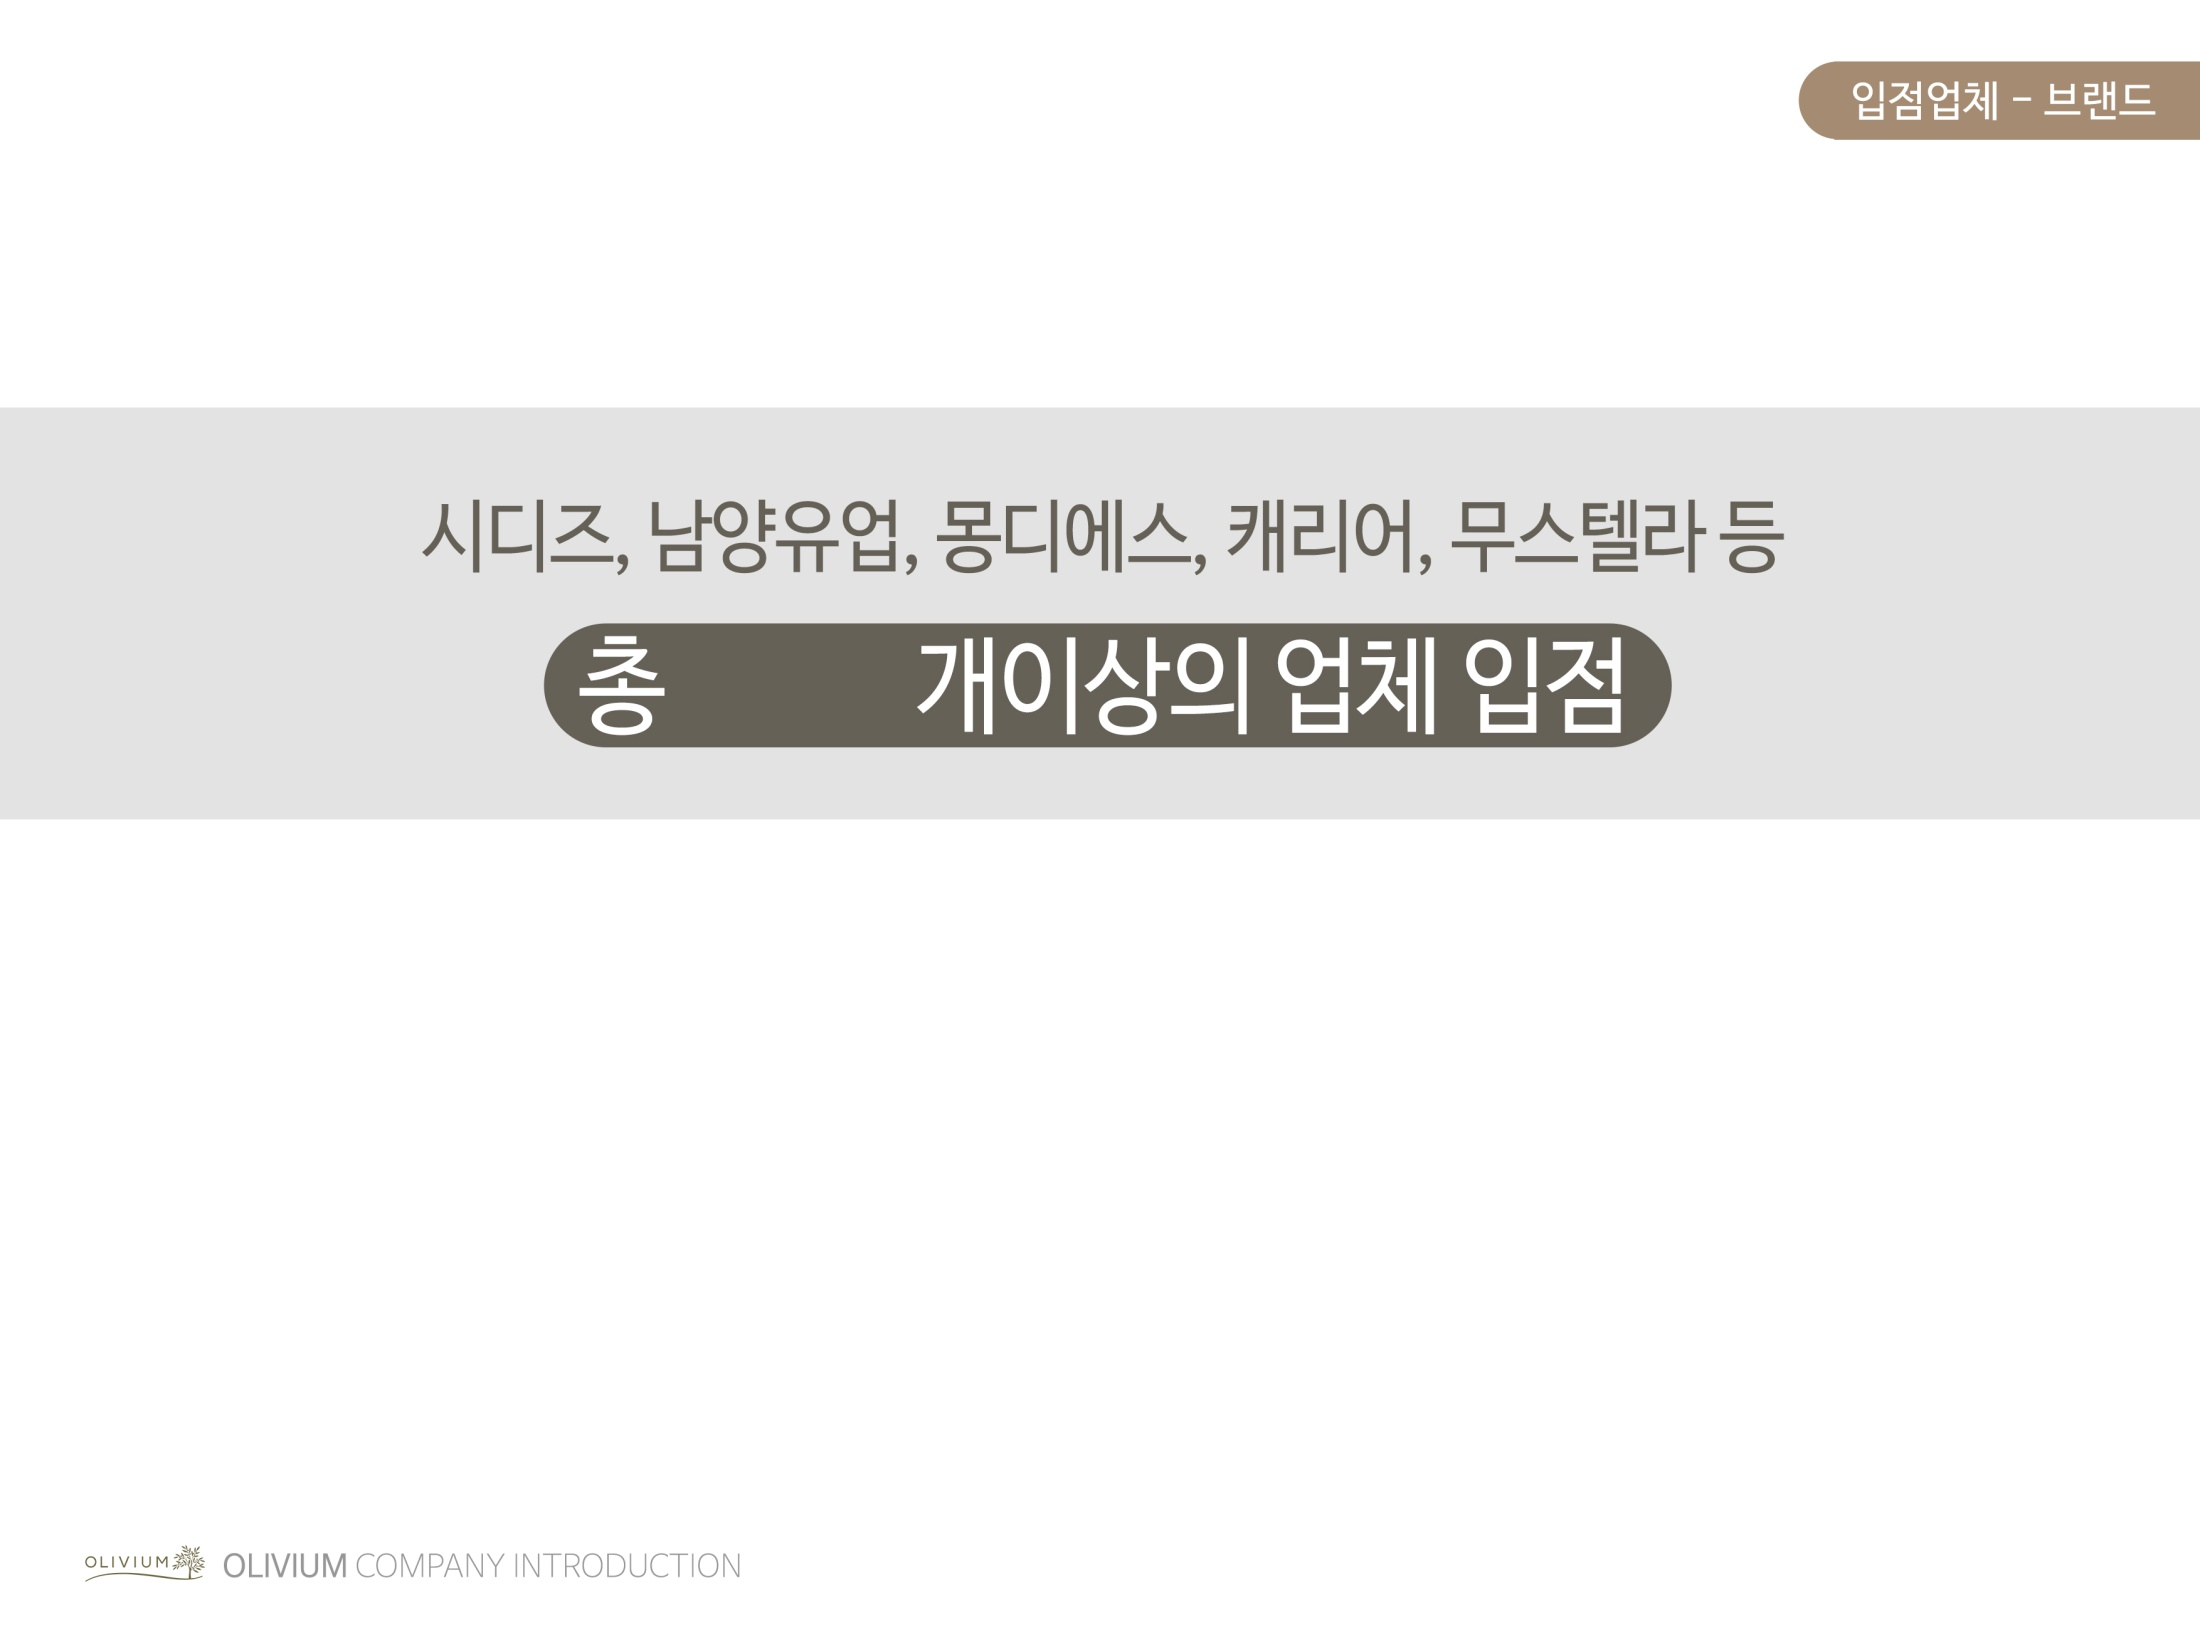 입점업체 - 브랜드
시디즈, 남양유업, 몽디에스, 캐리어, 무스텔라 등
총 개이상의 업체 입점
OLIVIUM OLIVIUM COMPANY INTRODUCTION